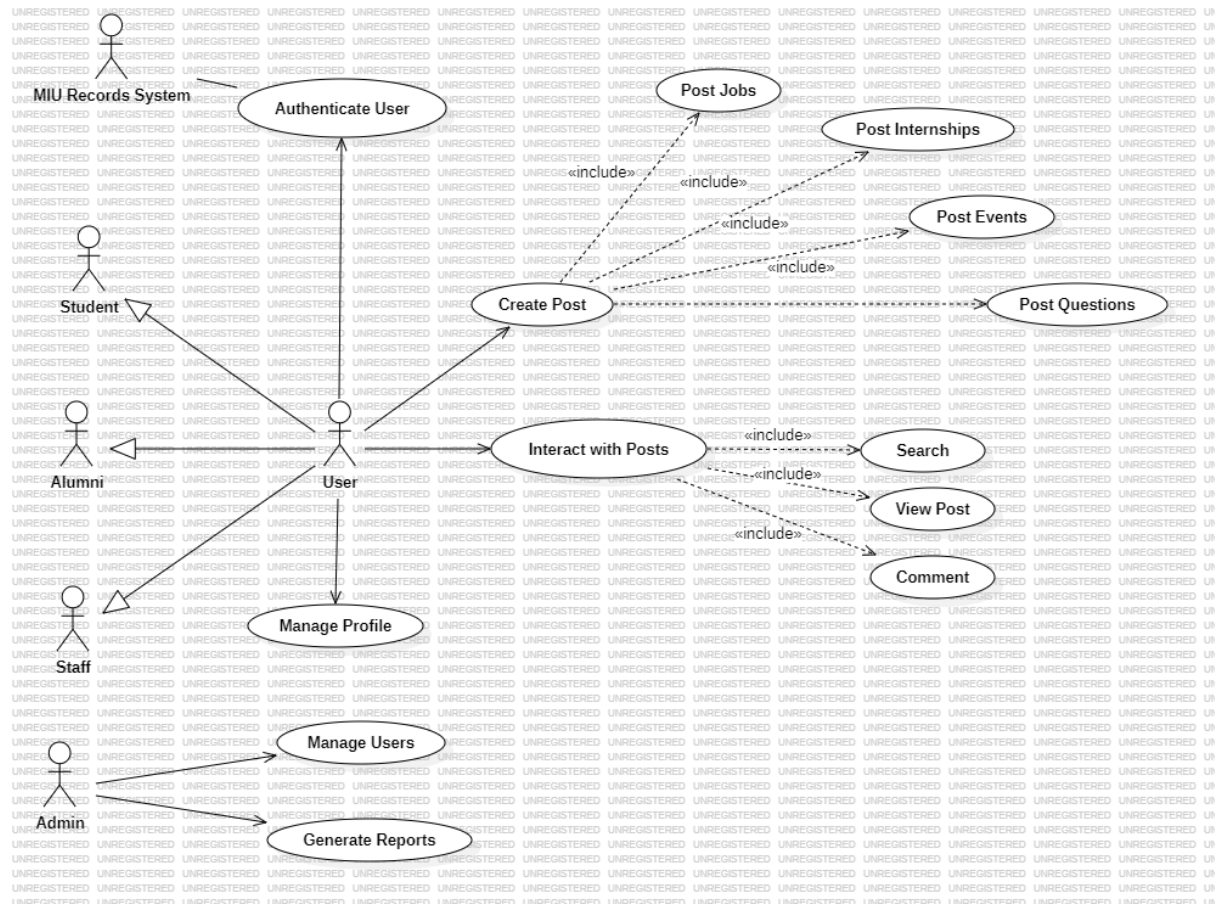 MIU Records System
Authenticate User
Post Jobs
Post Internships
«include»
«include»
Post Events
«include»
Student
«include»
Create Post
Post Questions
Alumni
User
Interact with Posts
«include»
Search
«include»
View Post
«include»
Comment
Staff
Manage Profile
Manage Users
Admin
Generate Reports
UNREGISTERED